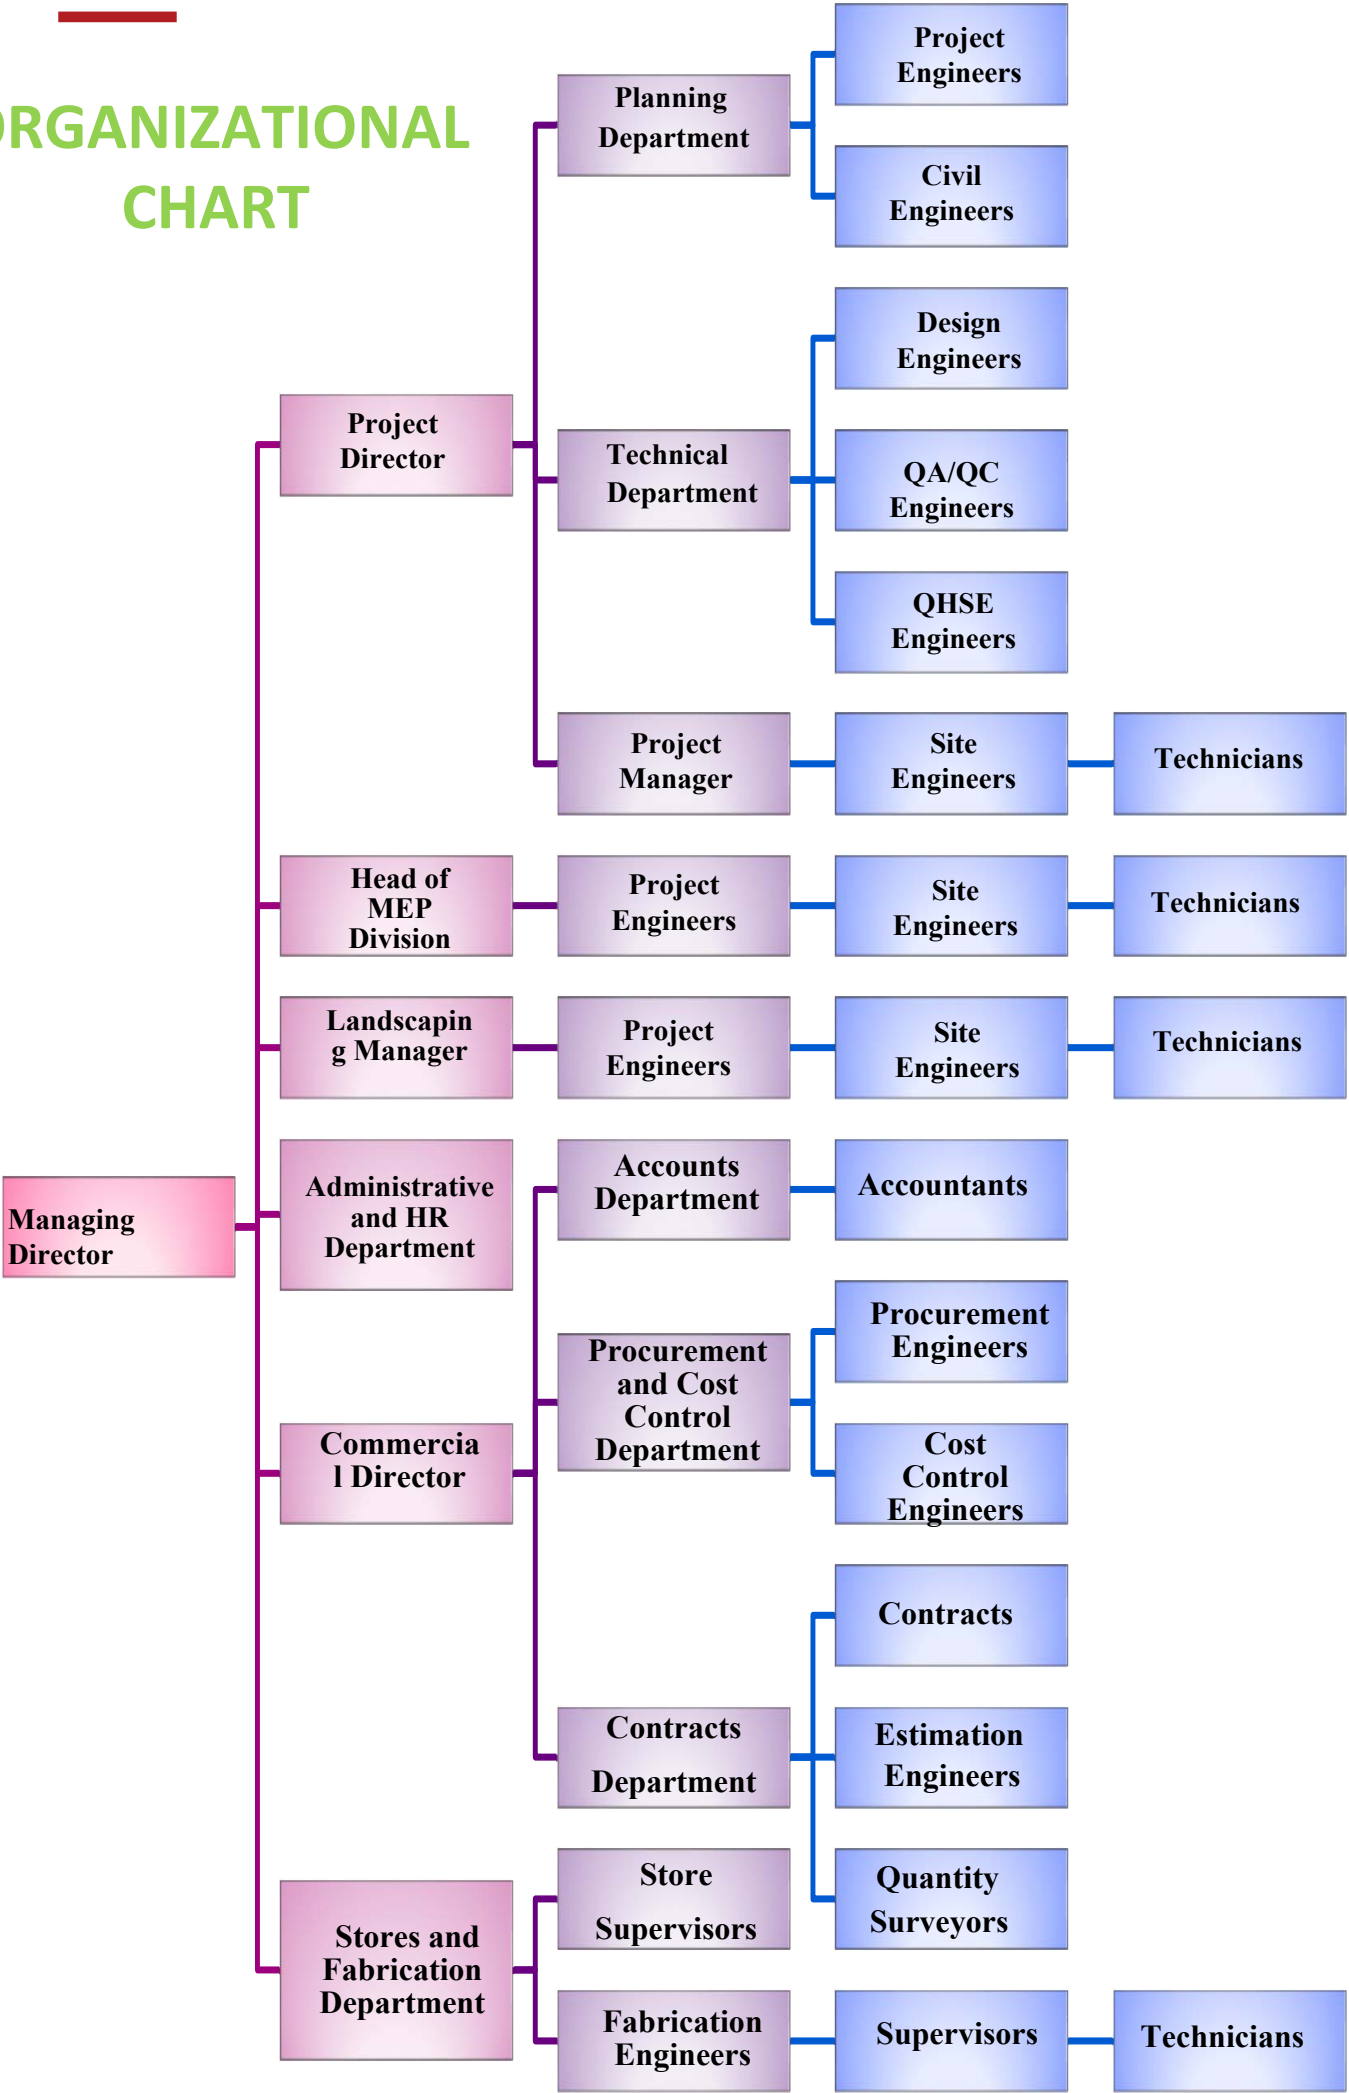 ORGANIZATIONAL
CHART
Project
Engineers
Planning
Department
Civil
Engineers
Design
Engineers
Project
Director
Technical
Department
QA/QC
Engineers
QHSE
Engineers
Project
Manager
Site
Engineers
Technicians
Head of
MEP
Division
Project
Engineers
Site
Engineers
Technicians
Landscapin
g Manager
Project
Engineers
Site
Engineers
Technicians
Managing
Director
Administrative
and HR
Department
Accounts
Department
Accountants
Procurement
and Cost
Control
Department
Procurement
Engineers
Commercia
l Director
Cost
Control
Engineers
Contracts
Contracts
Department
Estimation
Engineers
Quantity
Surveyors
Stores and
Fabrication
Department
Store
Supervisors
Fabrication
Engineers
Supervisors
Technicians